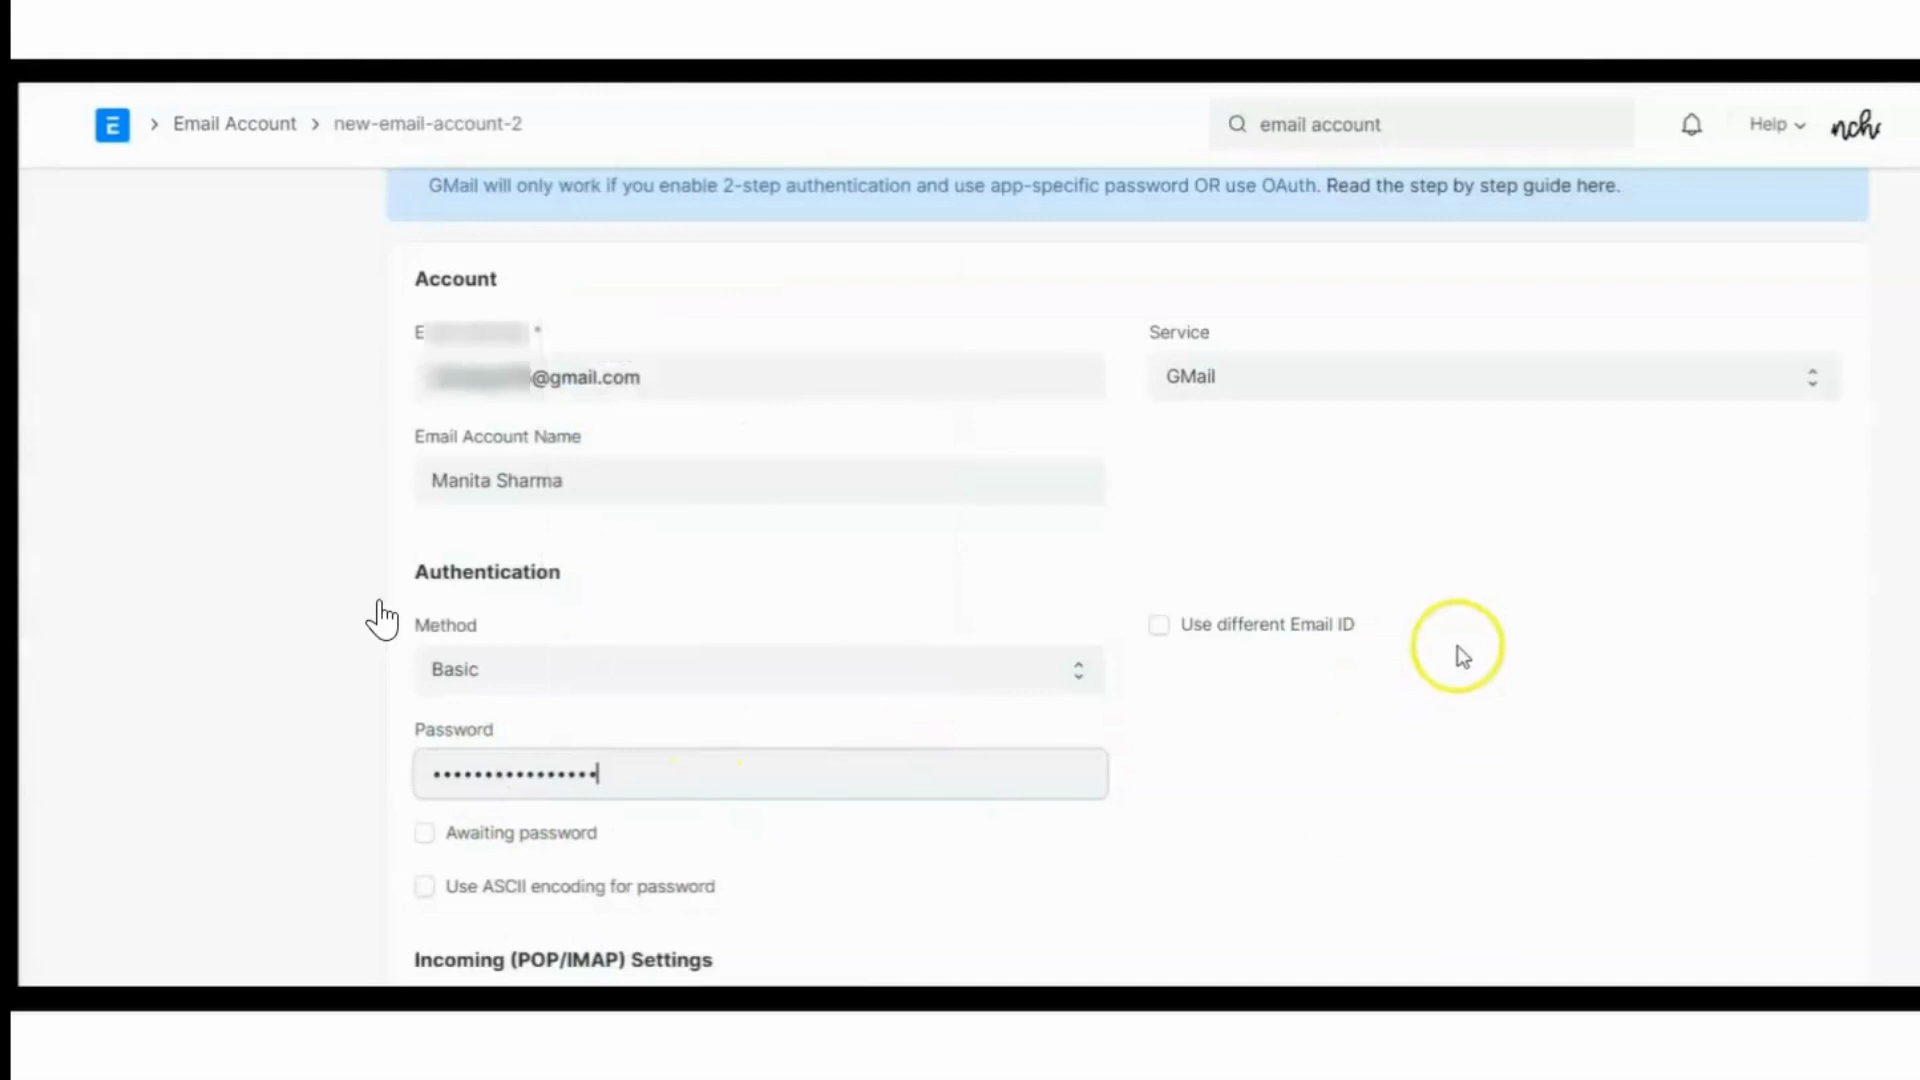 Email Account
new-email-account-2
email account
Help
nch
GMail will only work if you enable 2-step authentication and use app-specific password OR use OAuth. Read the step by step guide here.
Account
E *
@gmail.com
Service
GMail
Email Account Name
Manita Sharma
Authentication
Method
Basic
Use different Email ID
Password
••••••••••••••••
Awaiting password
Use ASCII encoding for password
Incoming (POP/IMAP) Settings